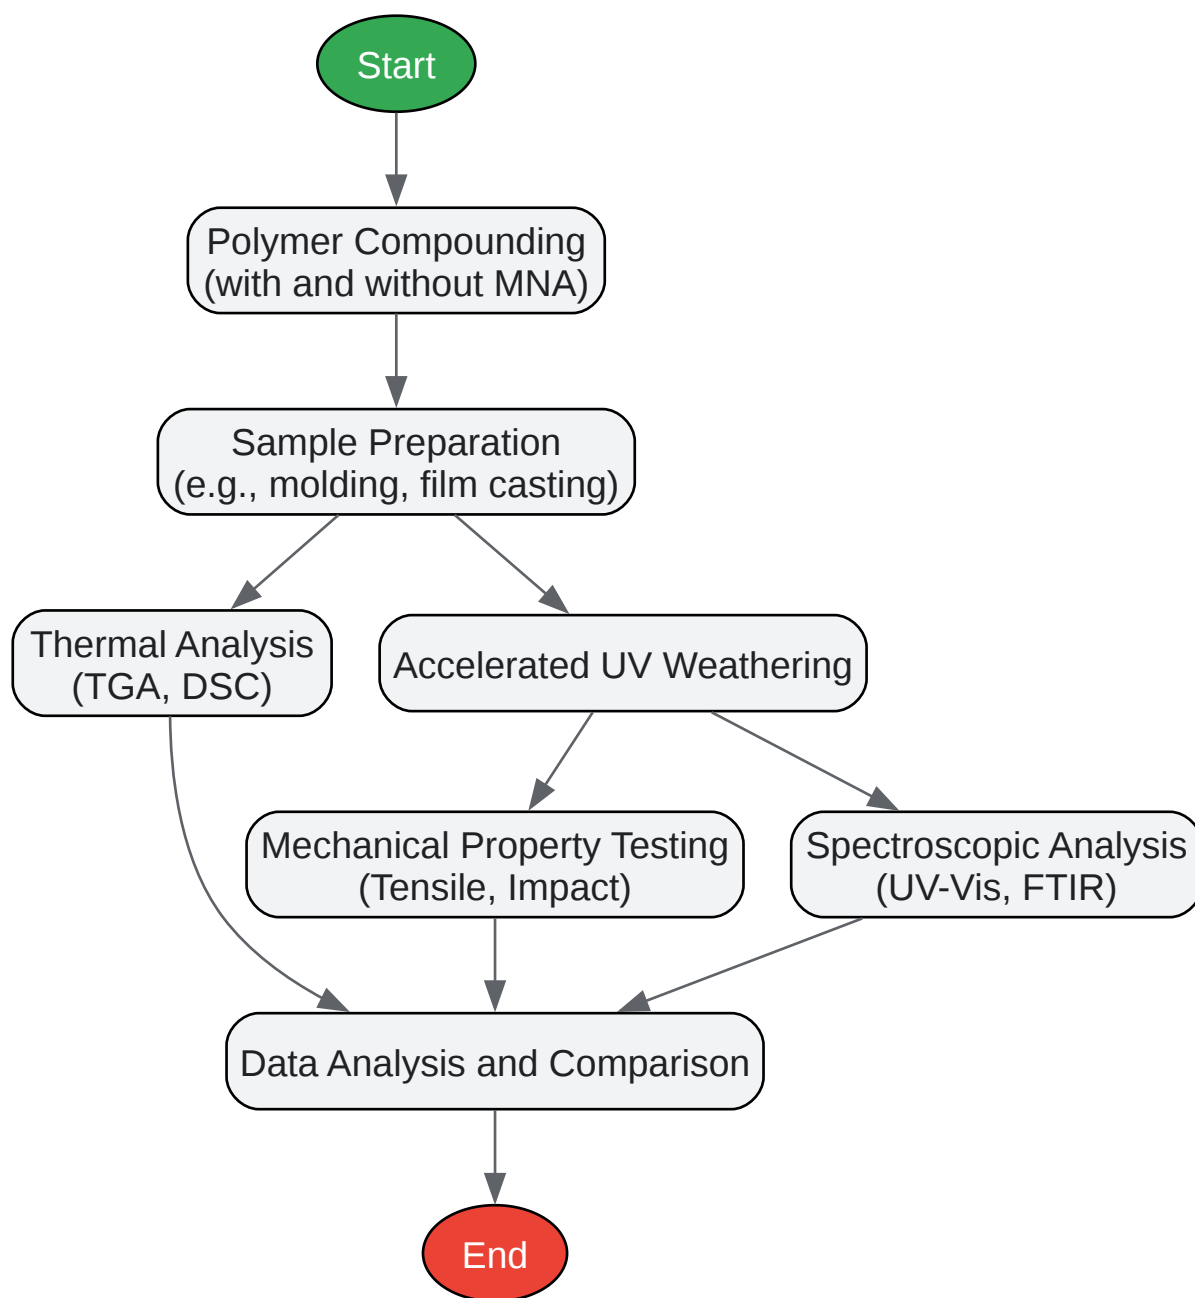 Start
Polymer Compounding
(with and without MNA)
Sample Preparation
(e.g., molding, film casting)
Thermal Analysis
(TGA, DSC)
Accelerated UV Weathering
Mechanical Property Testing
(Tensile, Impact)
Spectroscopic Analysis
(UV-Vis, FTIR)
Data Analysis and Comparison
End